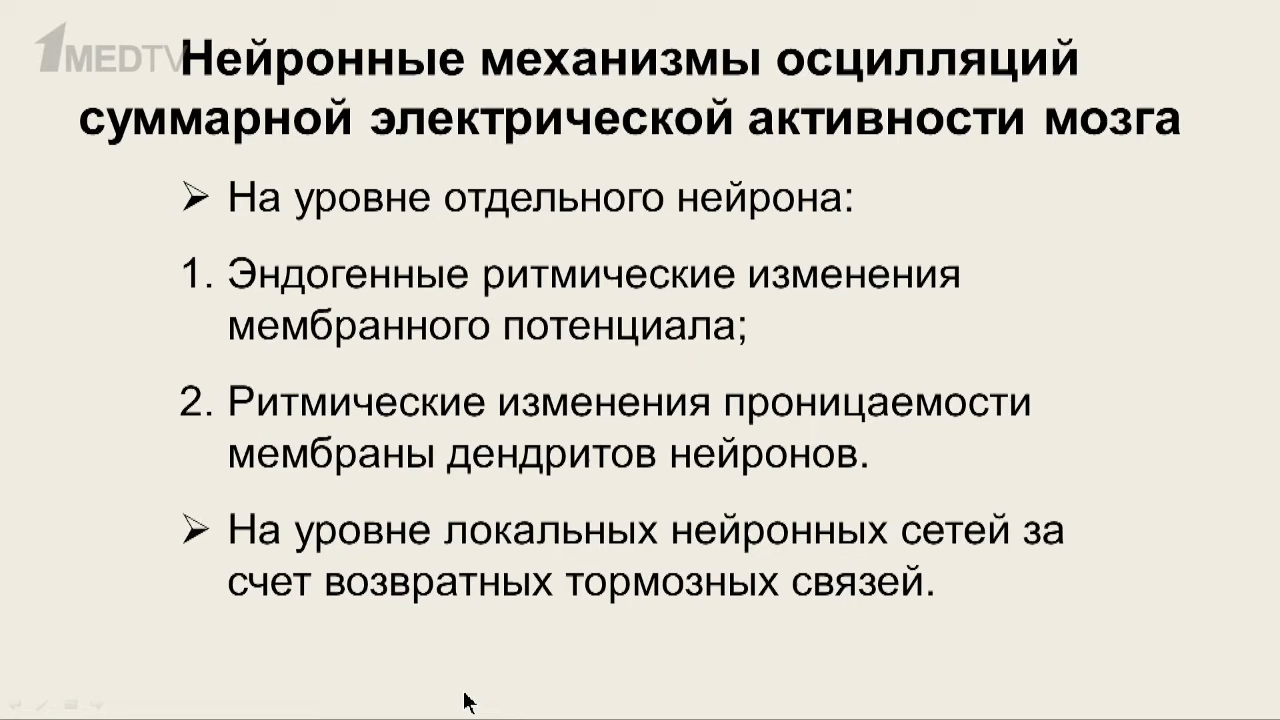 1MEDTV
Нейронные механизмы осцилляций
суммарной электрической активности мозга
➢ На уровне отдельного нейрона:
1. Эндогенные ритмические изменения
мембранного потенциала;
2. Ритмические изменения проницаемости
мембраны дендритов нейронов.
➢ На уровне локальных нейронных сетей за
счет возвратных тормозных связей.